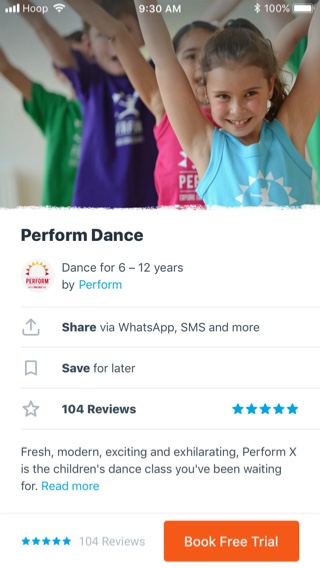 Hoop 9:30 AM 100%
PERF
Perform Dance
PERFORM
Dance for 6 – 12 years
by Perform
Share via WhatsApp, SMS and more
Save for later
104 Reviews
Fresh, modern, exciting and exhilarating, Perform X
is the children's dance class you've been waiting
for. Read more
104 Reviews
Book Free Trial